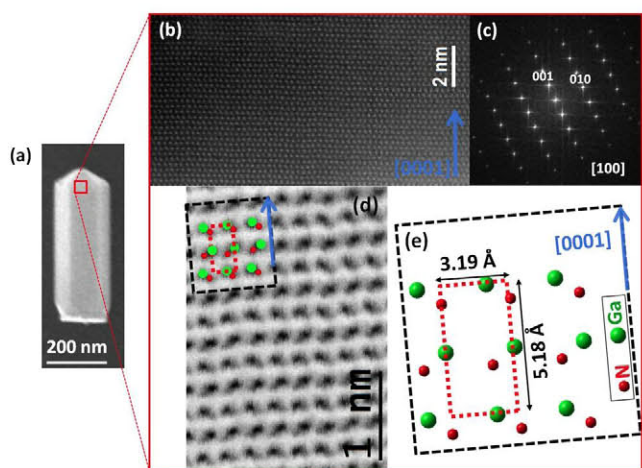 (a)
200 nm
(b)
2 nm
[0001]
(c)
001
010
[100]
(d)
1 nm
(e)
[0001]
3.19 Å
5.18 Å
Ga
N